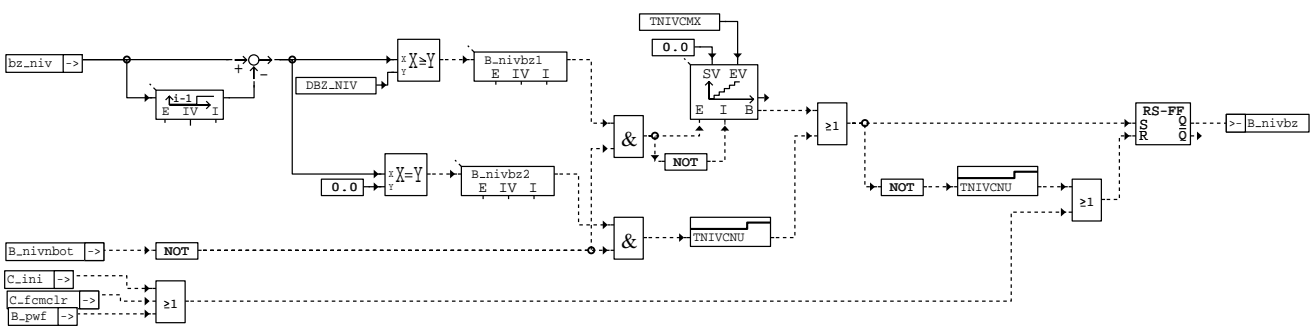 TNIVCMX
0.0
bz_niv ->
+
-
X
Y
X≥Y
B_nivbz1
E IV I
SV EV
DBZ_NIV
i-1
E IV I
E I B
&
≥1
RS-FF
S Q
R Q̅
>- B_nivbz
NOT
X
Y
X=Y
B_nivbz2
E IV I
0.0
NOT
TNIVCNU
≥1
&
TNIVCNU
B_nivnbot ->
NOT
C_ini ->
C_fcmclr ->
B_pwf ->
≥1